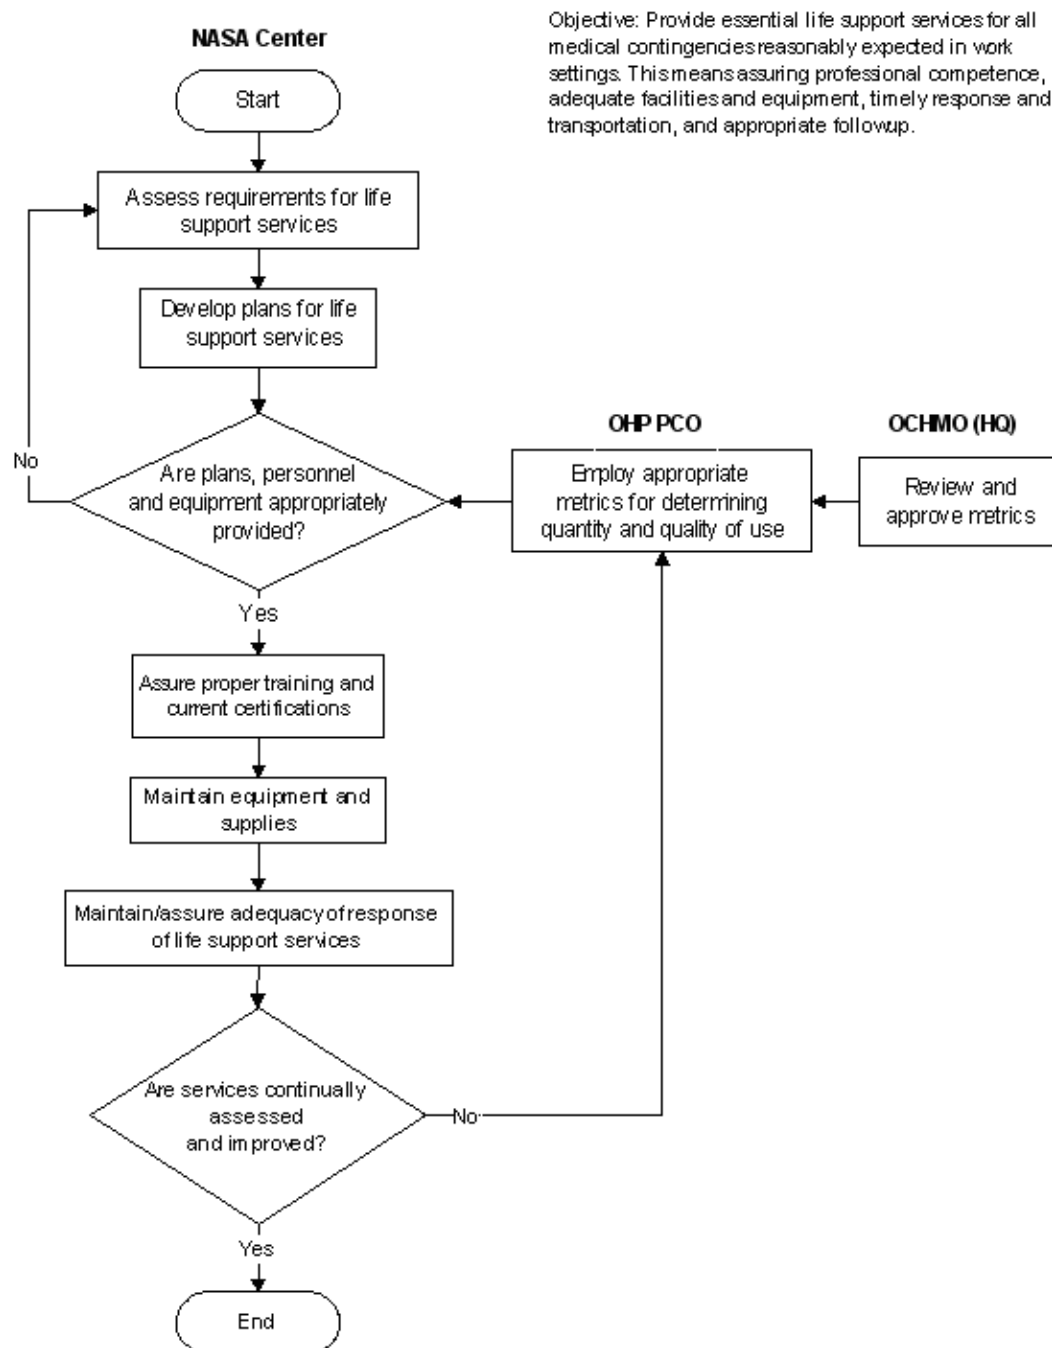 NASA Center
Objective: Provide essential life support services for all
medical contingencies reasonably expected in work
settings. This means assuring professional competence,
adequate facilities and equipment, timely response and
transportation, and appropriate followup.
Start
Assess requirements for life
support services
Develop plans for life
support services
OHP PCO
OCHMO (HQ)
No
Are plans, personnel
and equipment appropriately
provided?
Employ appropriate
metrics for determining
quantity and quality of use
Review and
approve metrics
Yes
Assure proper training and
current certifications
Maintain equipment and
supplies
Maintain/assure adequacy of response
of life support services
Are services continually
assessed
and improved?
No
Yes
End